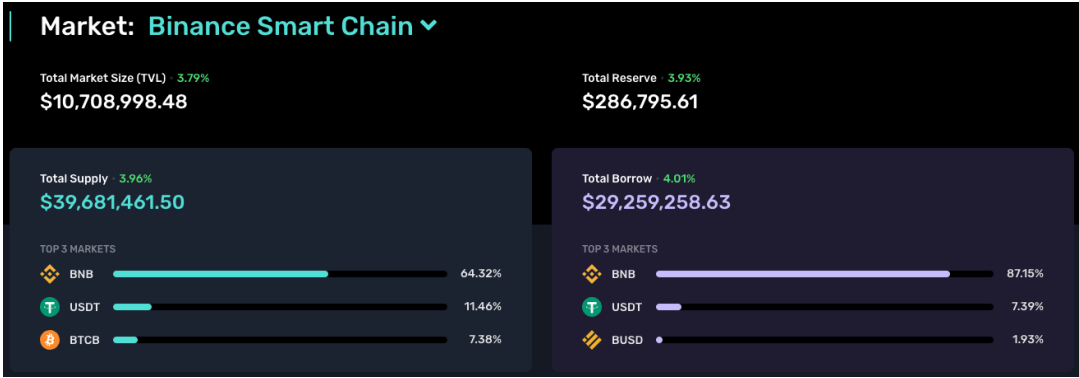 Market: Binance Smart Chain
Total Market Size (TVL) · 3.79%
$10,708,998.48
Total Reserve · 3.93%
$286,795.61
Total Supply · 3.96%
$39,681,461.50
TOP 3 MARKETS
BNB 64.32%
USDT 11.46%
BTCB 7.38%
Total Borrow · 4.01%
$29,259,258.63
TOP 3 MARKETS
BNB 87.15%
USDT 7.39%
BUSD 1.93%